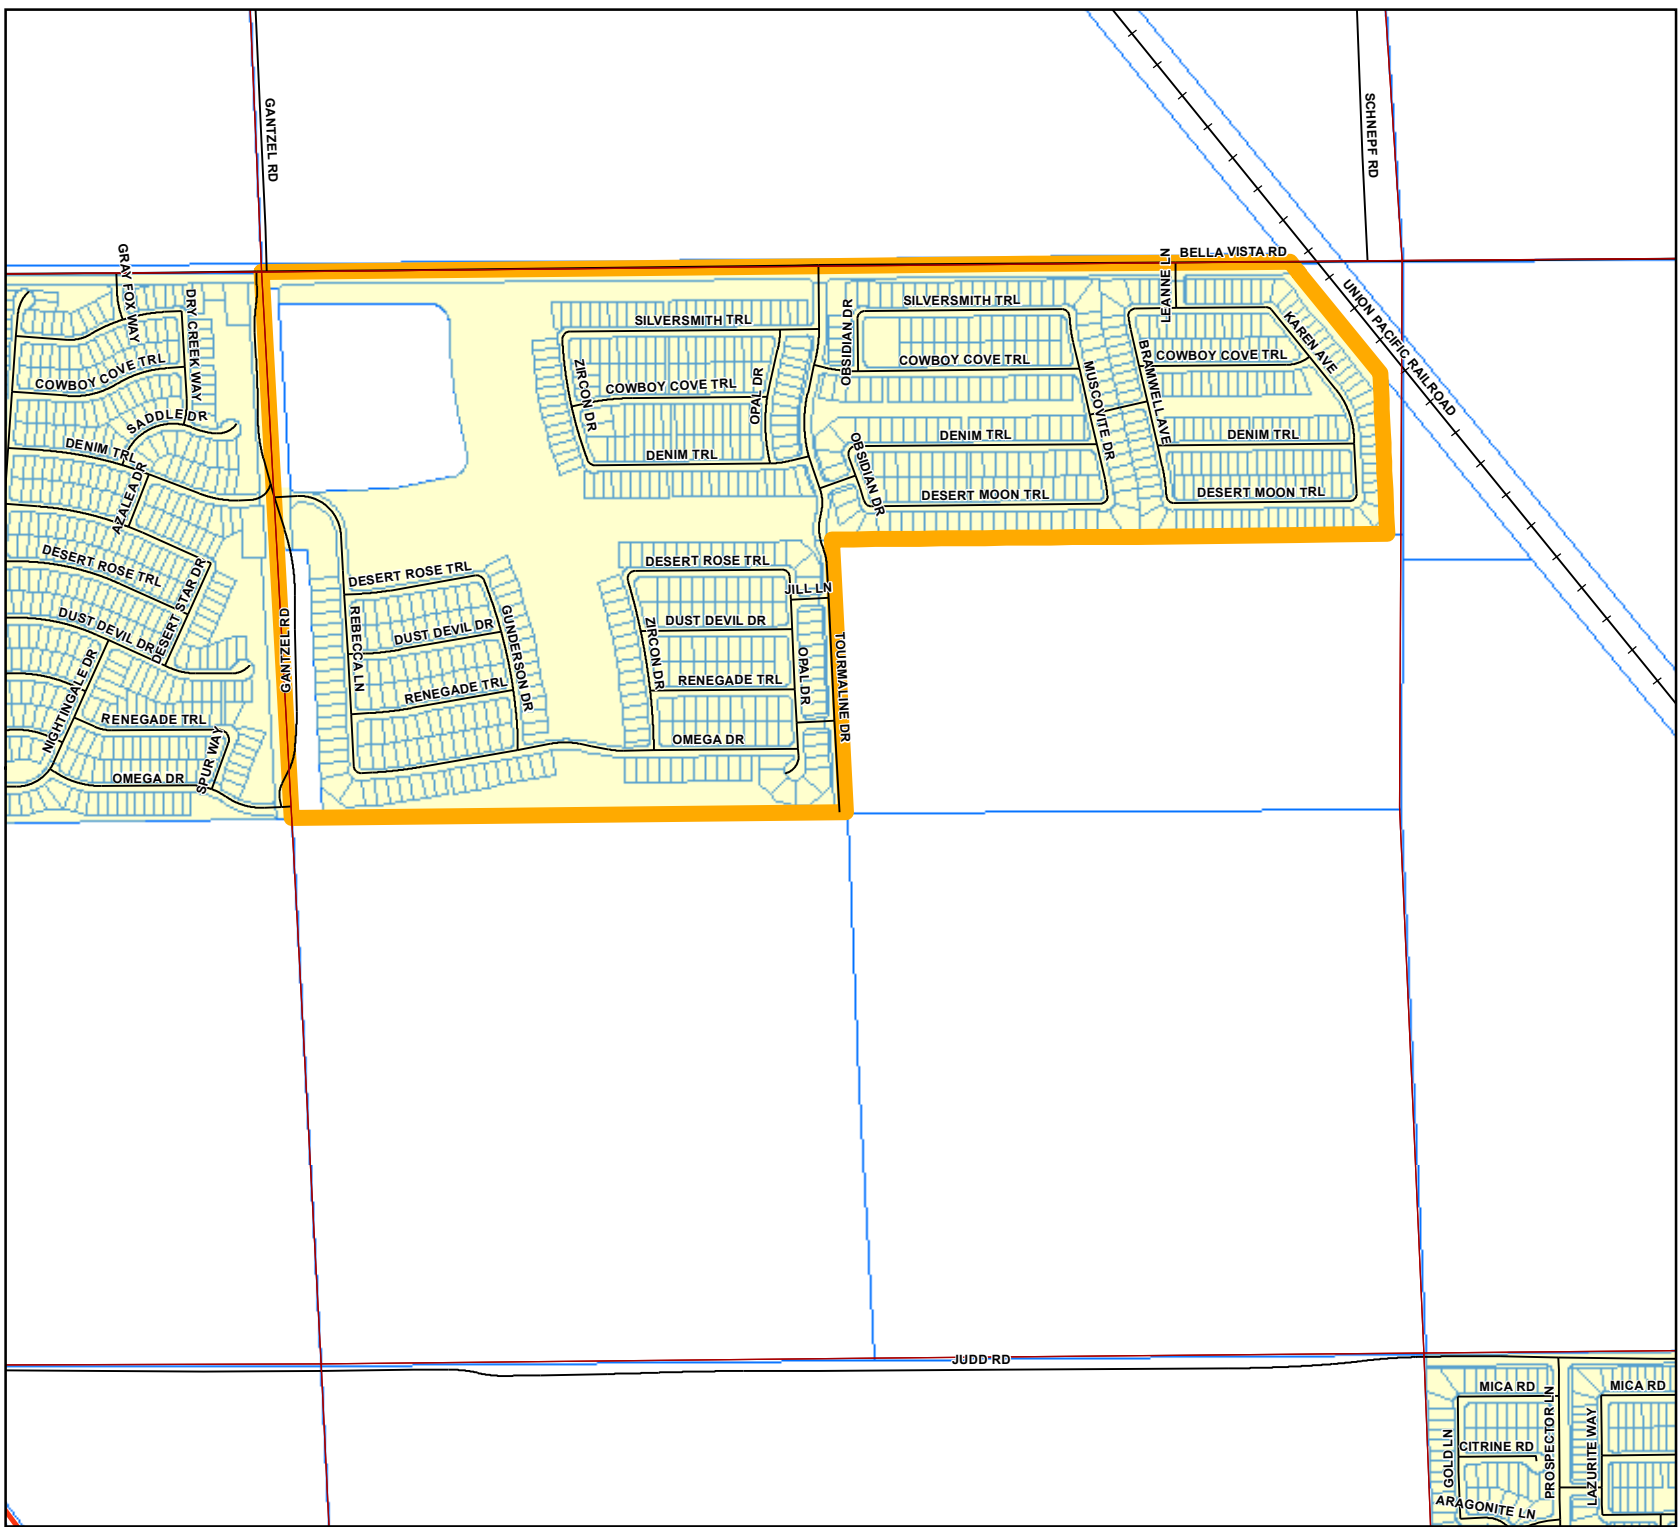 GANTZEL RD
SCHNEPF RD
BELLA VISTA RD
LEANNE LN
UNION PACIFIC RAILROAD
GRAY FOX WAY
DRY CREEK WAY
COWBOY COVE TRL
SADDLE DR
DENIM TRL
AZALEA DR
DESERT ROSE TRL
DESERT STAR DR
DUST DEVIL DR
NIGHTINGALE DR
RENEGADE TRL
SPUR WAY
OMEGA DR
GANTZEL RD
SILVERSMITH TRL
ZIRCON DR
COWBOY COVE TRL
OPAL DR
DENIM TRL
OBSIDIAN DR
SILVERSMITH TRL
COWBOY COVE TRL
MUSCOVITE DR
DENIM TRL
OBSIDIAN DR
DESERT MOON TRL
BRAMWELL AVE
COWBOY COVE TRL
KAREN AVE
DENIM TRL
DESERT MOON TRL
DESERT ROSE TRL
REBECCA LN
DUST DEVIL DR
GUNDERSON DR
RENEGADE TRL
DESERT ROSE TRL
JILL LN
ZIRCON DR
DUST DEVIL DR
OPAL DR
TOURMALINE DR
RENEGADE TRL
OMEGA DR
JUDD RD
MICA RD
MICA RD
GOLD LN
CITRINE RD
PROSPECTOR LN
LAZURITE WAY
ARAGONITE LN